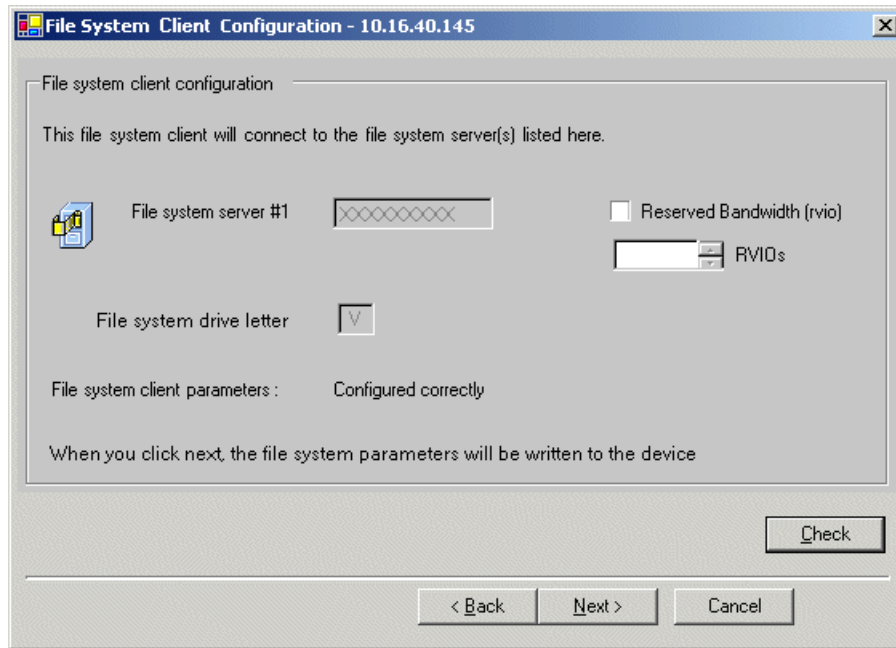 File System Client Configuration - 10.16.40.145
File system client configuration
This file system client will connect to the file system server(s) listed here.
File system server #1
XXXXXXXXXX
Reserved Bandwidth (rvio)
RVIOs
File system drive letter
V
File system client parameters :
Configured correctly
When you click next, the file system parameters will be written to the device
Check
< Back
Next >
Cancel